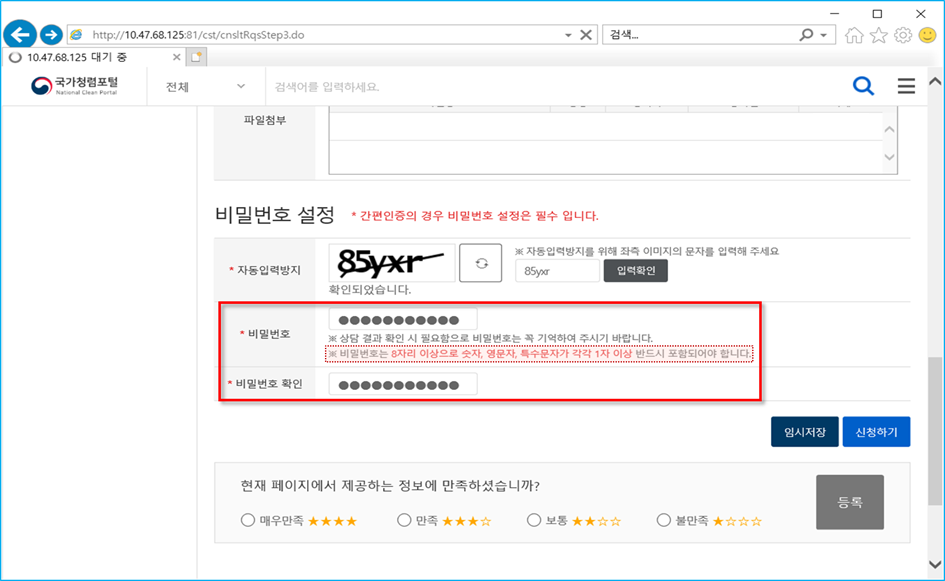 http://10.47.68.125:81/cst/cnsltRqsStep3.do
검색...
10.47.68.125 대기 중
국가청렴포털
National Clean Portal
전체
검색어를 입력하세요.
파일첨부
비밀번호 설정
* 간편인증의 경우 비밀번호 설정은 필수 입니다.
* 자동입력방지
85yxr
※ 자동입력방지를 위해 좌측 이미지의 문자를 입력해 주세요
85yxr
입력확인
확인되었습니다.
* 비밀번호
●●●●●●●●●●●
※ 상담 결과 확인 시 필요함으로 비밀번호는 꼭 기억하여 주시기 바랍니다.
※ 비밀번호는 8자리 이상으로 숫자, 영문자, 특수문자가 각각 1자 이상 반드시 포함되어야 합니다.
* 비밀번호 확인
●●●●●●●●●●●
임시저장
신청하기
현재 페이지에서 제공하는 정보에 만족하셨습니까?
매우만족 ★★★★
만족 ★★★☆
보통 ★★☆☆
불만족 ★☆☆☆
등록